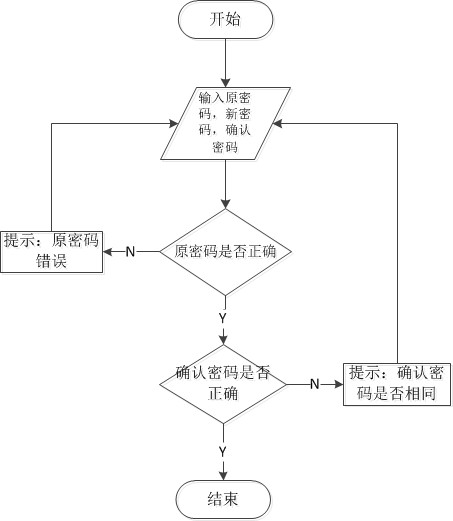 开始
输入原密
码，新密
码，确认
密码
提示：原密码
错误
N
原密码是否正确
Y
确认密码是否
正确
N
提示：确认密
码是否相同
Y
结束